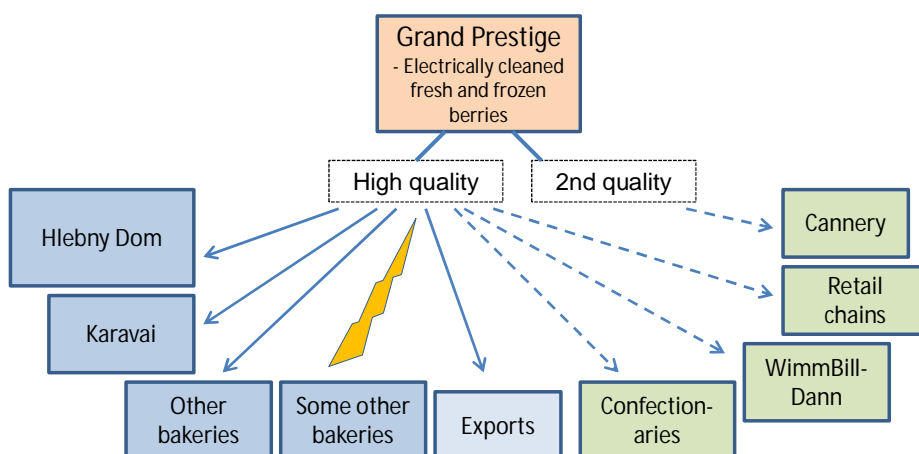 Grand Prestige
- Electrically cleaned
fresh and frozen
berries
High quality
2nd quality
Hlebny Dom
Cannery
Karavai
Retail
chains
WimmBill-
Dann
Other
bakeries
Some other
bakeries
Exports
Confection-
aries